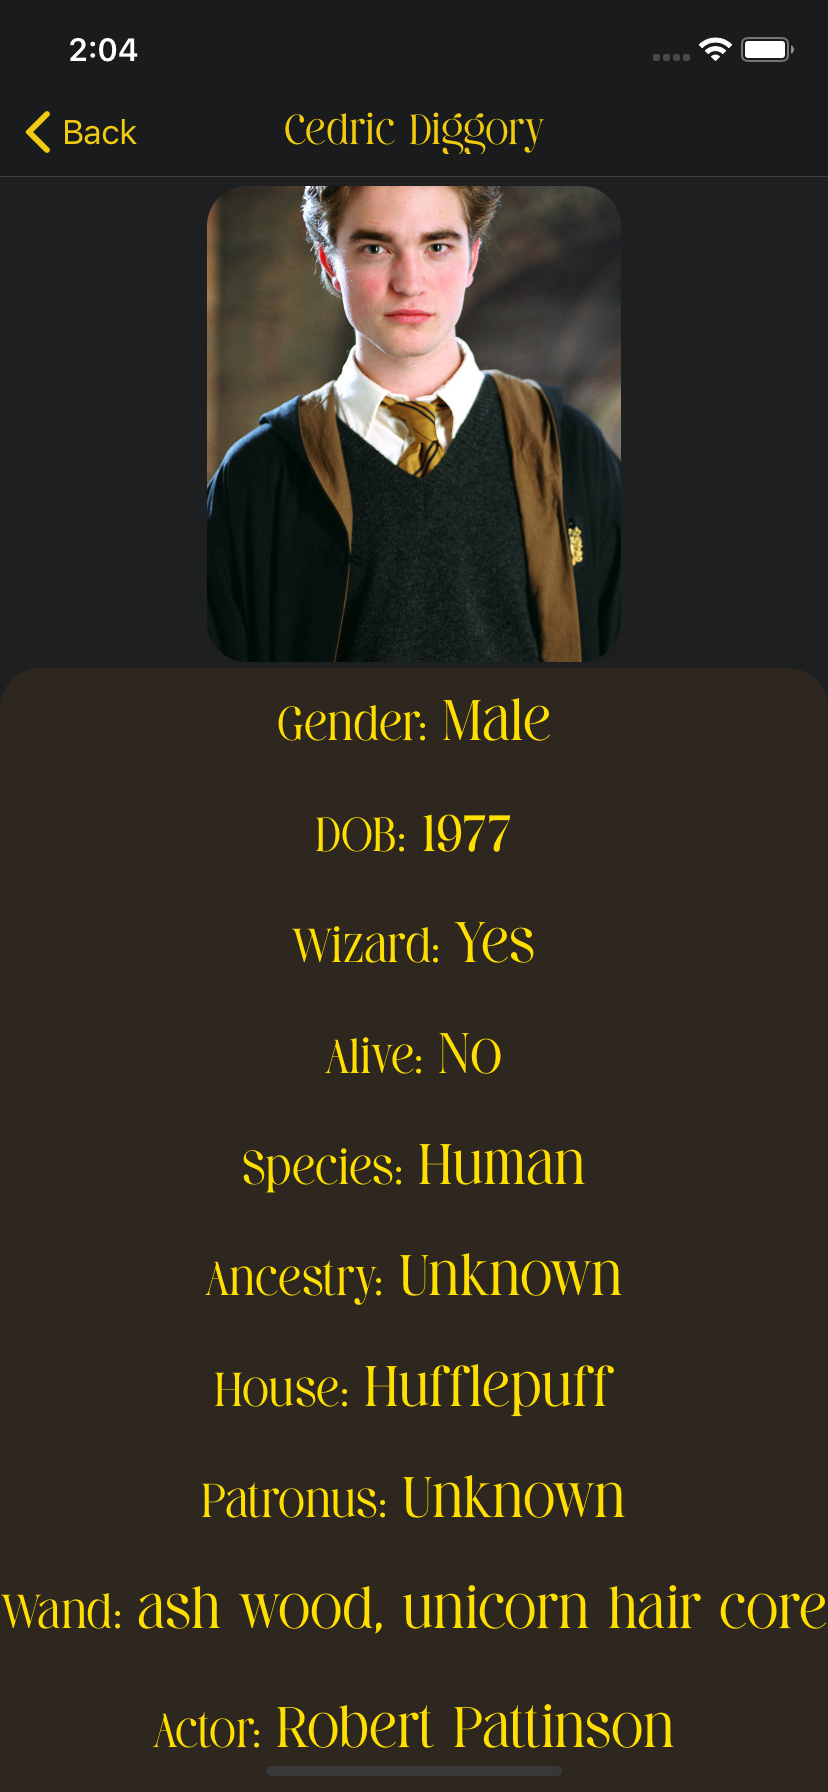 2:04
Back
Cedric Diggory
Gender: Male
DOB: 1977
Wizard: Yes
Alive: No
Species: Human
Ancestry: Unknown
House: Hufflepuff
Patronus: Unknown
Wand: ash wood, unicorn hair core
Actor: Robert Pattinson